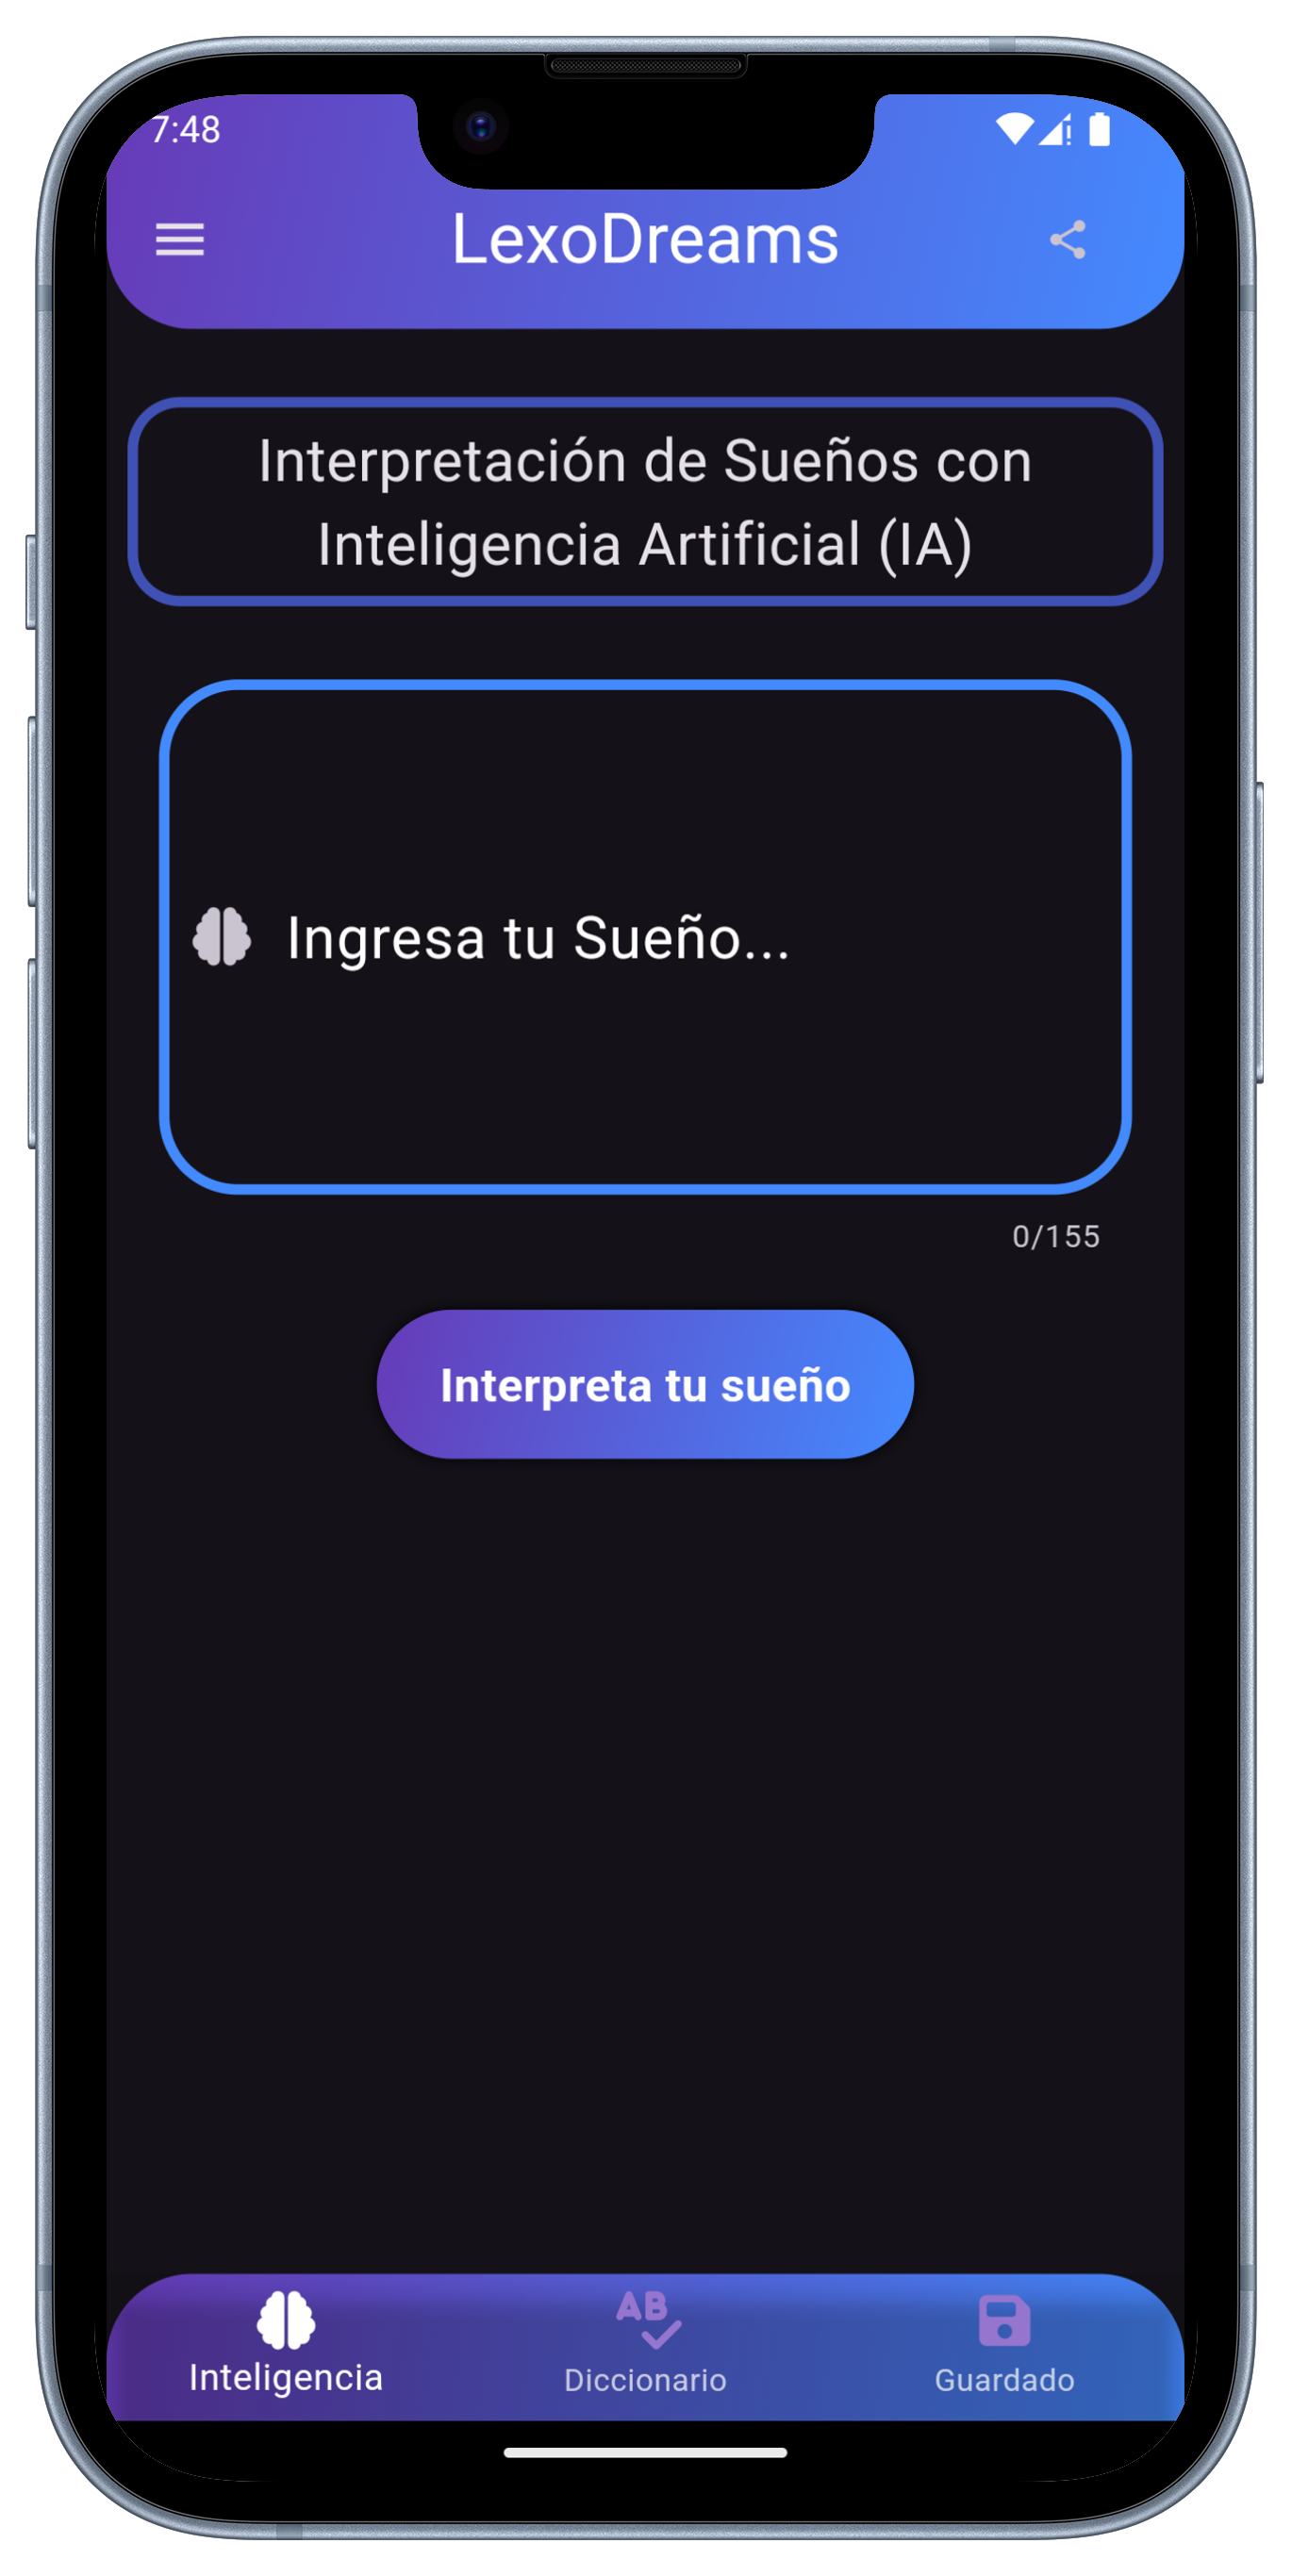 7:48
LexoDreams
Interpretación de Sueños con
Inteligencia Artificial (IA)
Ingresa tu Sueño...
0/155
Interpreta tu sueño
AB
Inteligencia
Diccionario
Guardado